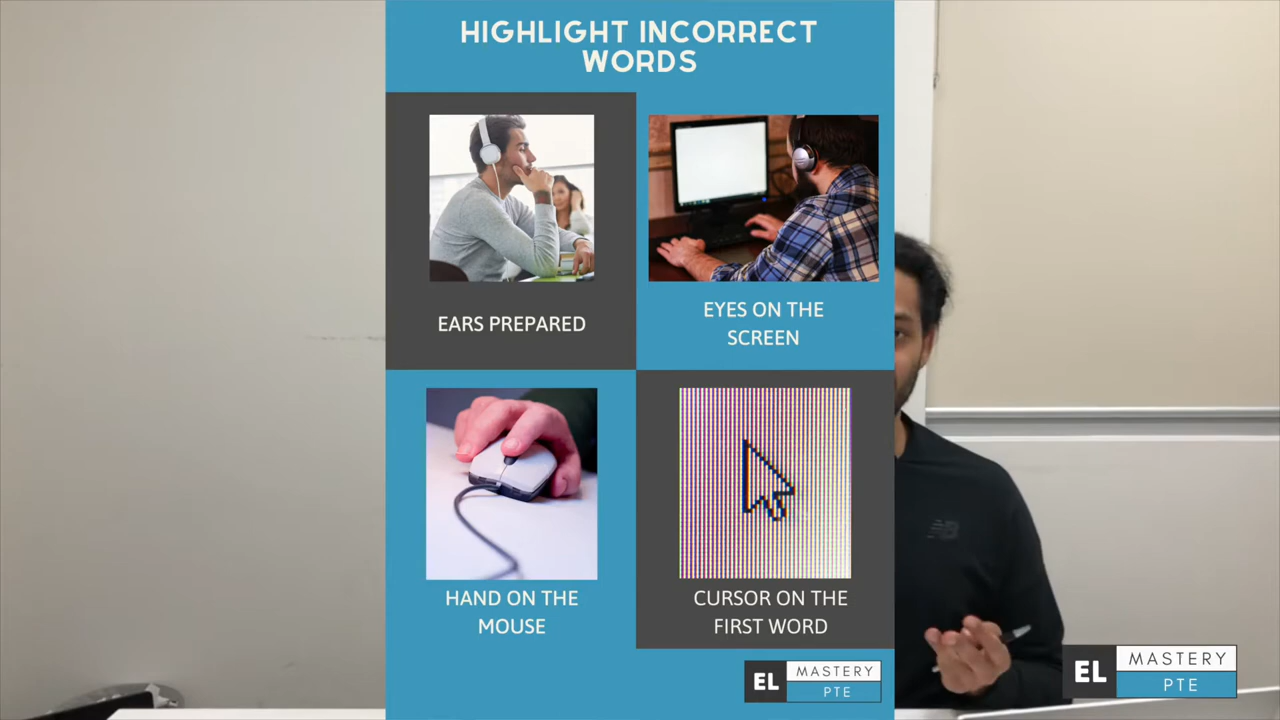 HIGHLIGHT INCORRECT
WORDS
EARS PREPARED
EYES ON THE
SCREEN
HAND ON THE
MOUSE
CURSOR ON THE
FIRST WORD
EL
MASTERY
PTE
EL
MASTERY
PTE